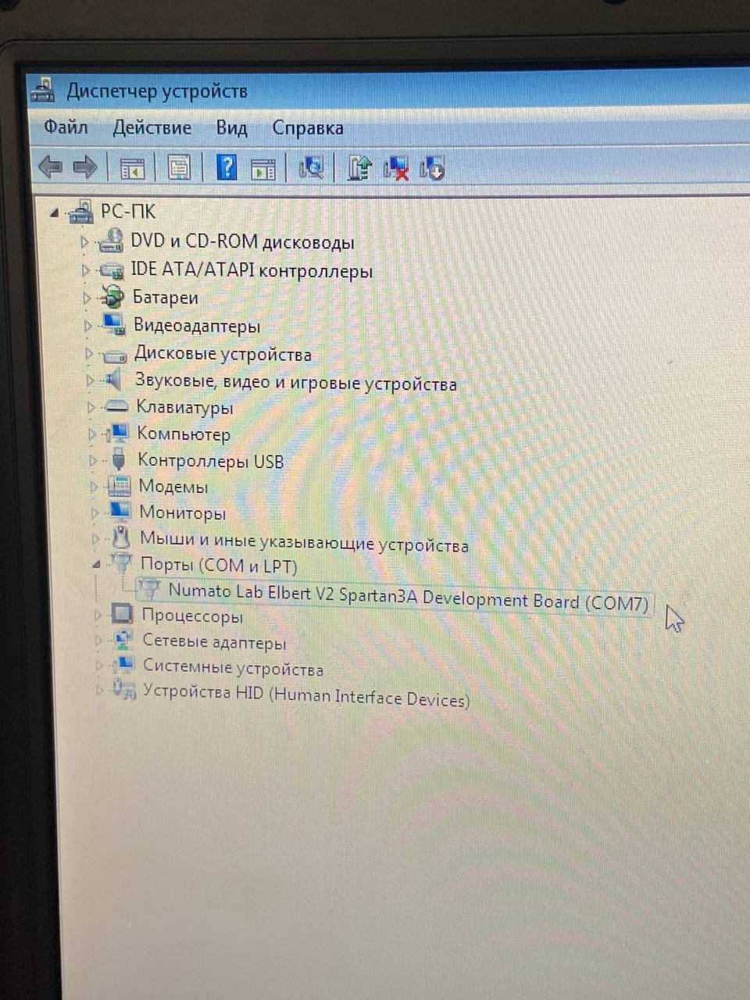 Диспетчер устройств
Файл Действие Вид Справка
PC-ПК
DVD и CD-ROM дисководы
IDE ATA/ATAPI контроллеры
Батареи
Видеоадаптеры
Дисковые устройства
Звуковые, видео и игровые устройства
Клавиатуры
Компьютер
Контроллеры USB
Модемы
Мониторы
Мыши и иные указывающие устройства
Порты (COM и LPT)
Numato Lab Elbert V2 Spartan3A Development Board (COM7)
Процессоры
Сетевые адаптеры
Системные устройства
Устройства HID (Human Interface Devices)